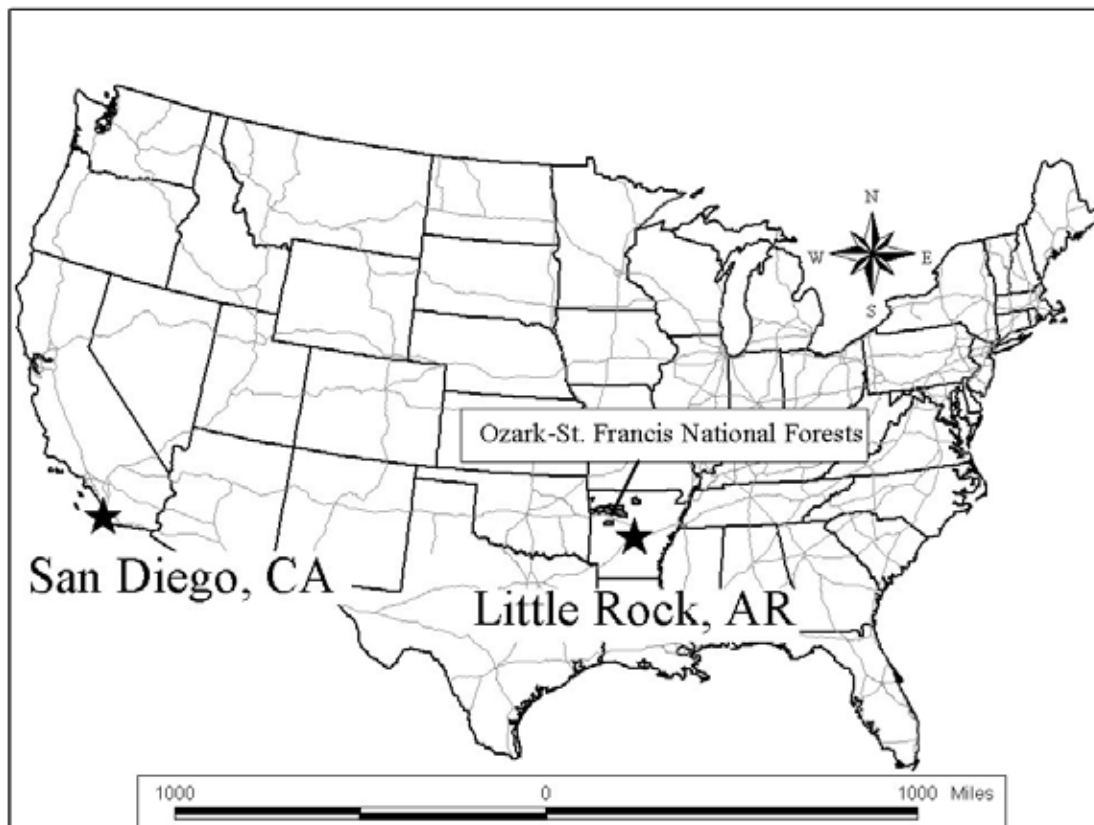 N
W E
S
Ozark-St. Francis National Forests
San Diego, CA
Little Rock, AR
1000 0 1000 Miles